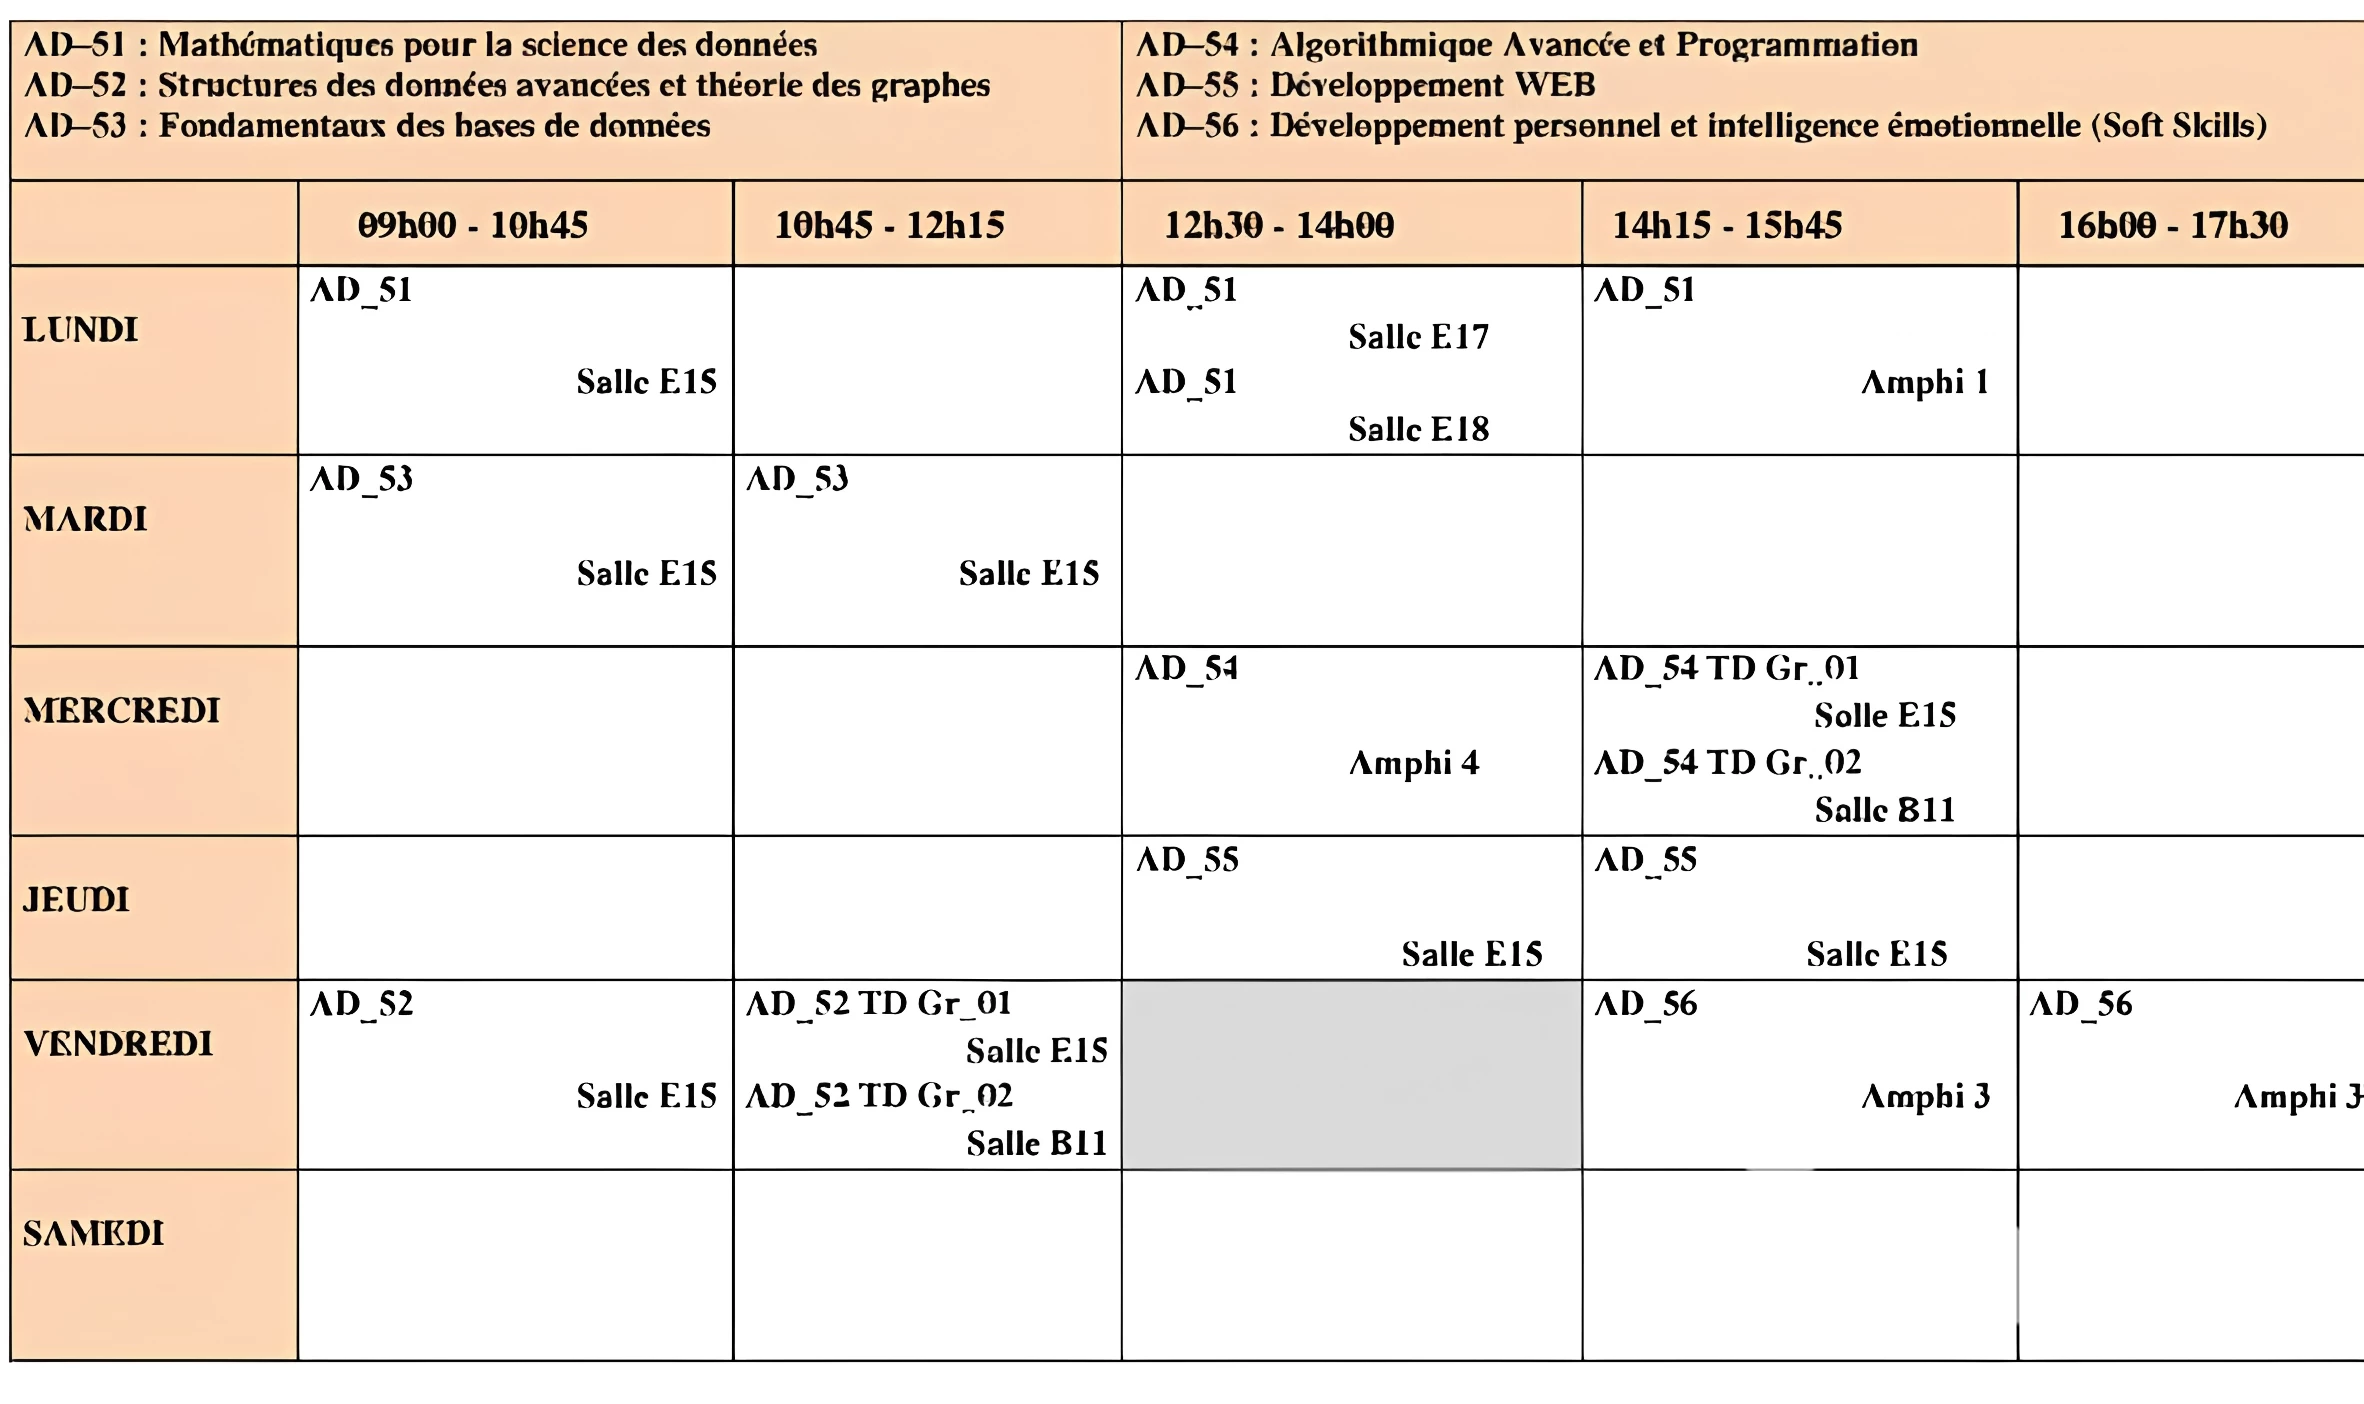 AD–51 : Mathématiques pour la science des données
AD–52 : Structures des données avancées et théorie des graphes
AD–53 : Fondamentaux des bases de données
AD–54 : Algorithmique Avancée et Programmation
AD–55 : Développement WEB
AD–56 : Développement personnel et intelligence émotionnelle (Soft Skills)
09h00 - 10h45
10h45 - 12h15
12h30 - 14h00
14h15 - 15h45
16h00 - 17h30
LUNDI
AD_51
Salle E15
AD_51
Salle E17
AD_51
Salle E18
AD_51
Amphi 1
MARDI
AD_53
Salle E15
AD_53
Salle E15
MERCREDI
AD_54
Amphi 4
AD_54 TD Gr_01
Salle E15
AD_54 TD Gr_02
Salle B11
JEUDI
AD_55
Salle E15
AD_55
Salle E15
VENDREDI
AD_52
Salle E15
AD_52 TD Gr_01
Salle E15
AD_52 TD Gr_02
Salle B11
AD_56
Amphi 3
AD_56
Amphi 3
SAMEDI